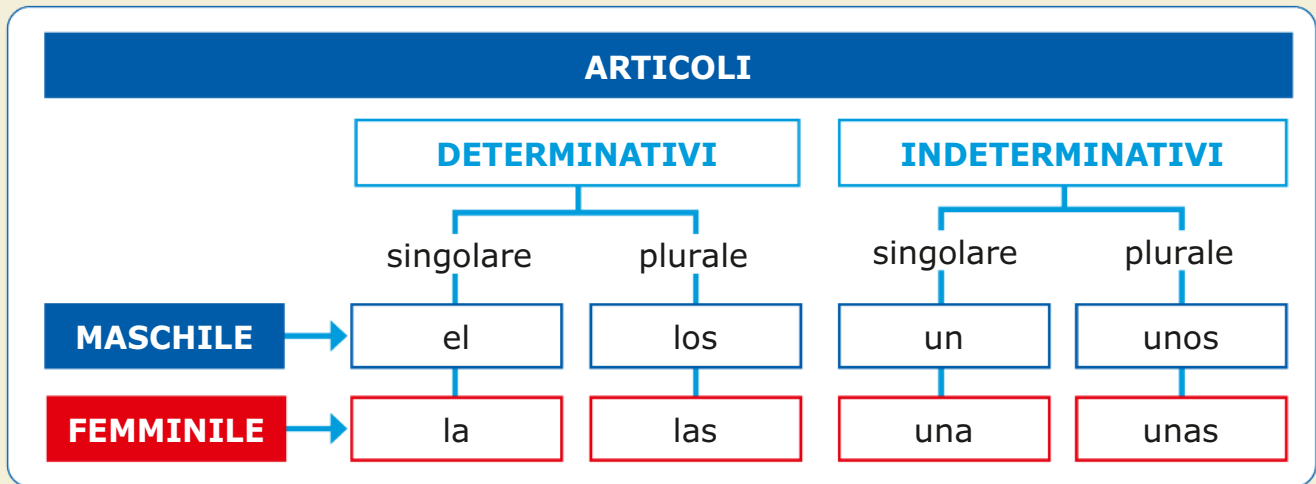 ARTICOLI
DETERMINATIVI INDETERMINATIVI
singolare plurale singolare plurale
MASCHILE el los un unos
FEMMINILE la las una unas